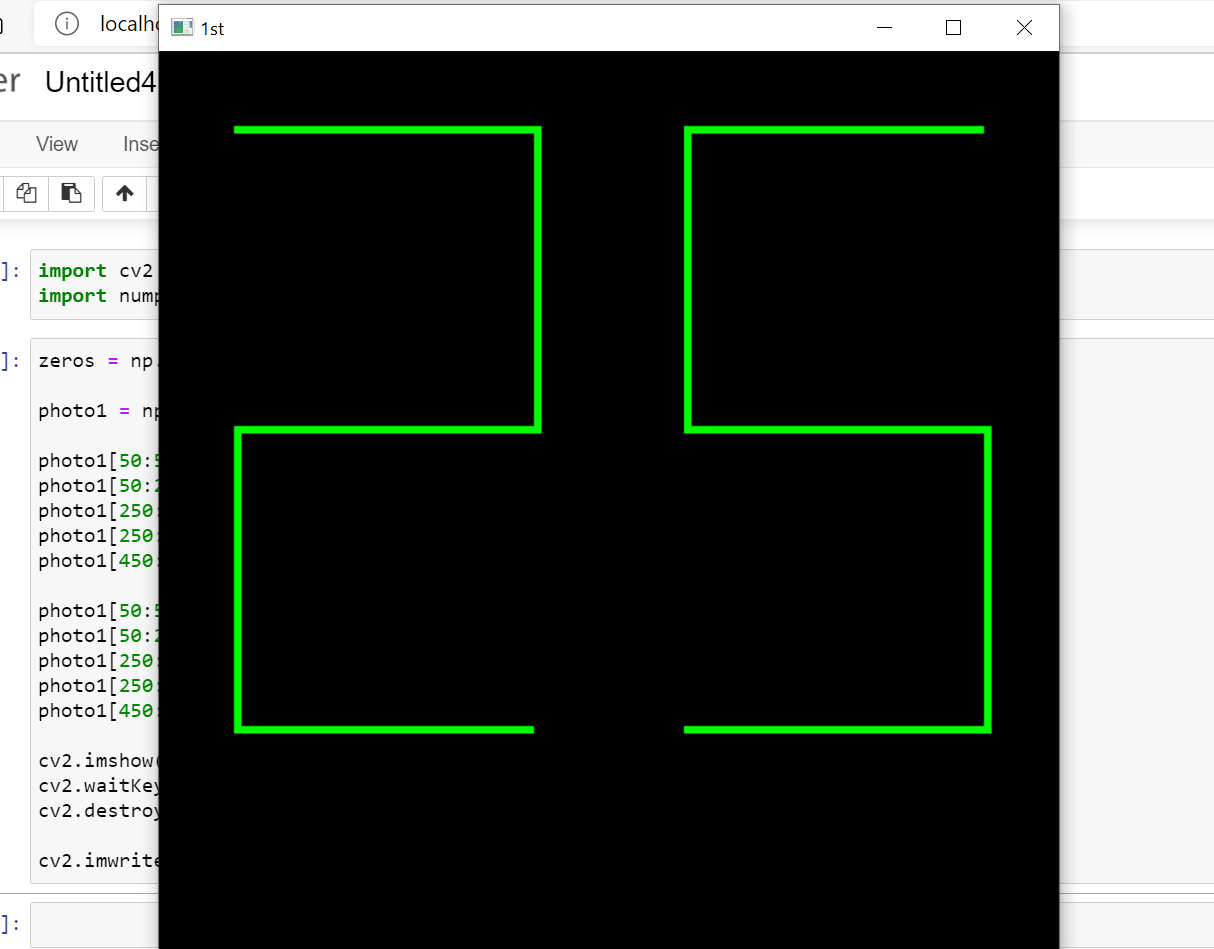 1st
localho
er Untitled4
View Inse
]: import cv2
import nump
]: zeros = np.
photo1 = np
photo1[50:5
photo1[50:2
photo1[250:
photo1[250:
photo1[450:
photo1[50:5
photo1[50:2
photo1[250:
photo1[250:
photo1[450:
cv2.imshow(
cv2.waitKey
cv2.destroy
cv2.imwrite
]:
25